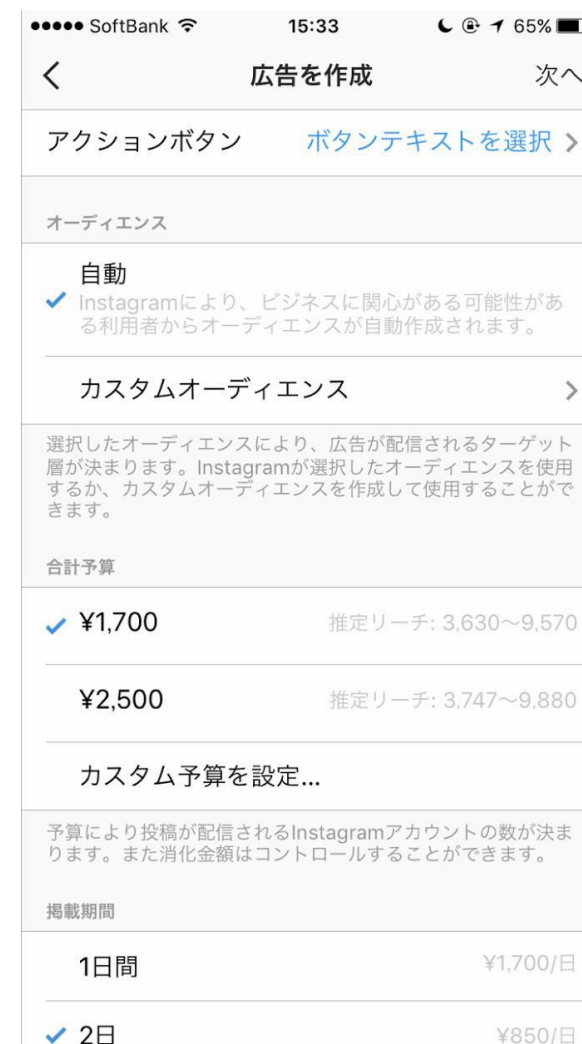 SoftBank 15:33 65%
広告を作成 次へ
アクションボタン ボタンテキストを選択
オーディエンス
自動
Instagramにより、ビジネスに関心がある可能性があ
る利用者からオーディエンスが自動作成されます。
カスタムオーディエンス
選択したオーディエンスにより、広告が配信されるターゲット
層が決まります。Instagramが選択したオーディエンスを使用
するか、カスタムオーディエンスを作成して使用することがで
きます。
合計予算
¥1,700 推定リーチ: 3,630〜9,570
¥2,500 推定リーチ: 3,747〜9,880
カスタム予算を設定...
予算により投稿が配信されるInstagramアカウントの数が決ま
ります。また消化金額はコントロールすることができます。
掲載期間
1日間 ¥1,700/日
2日 ¥850/日